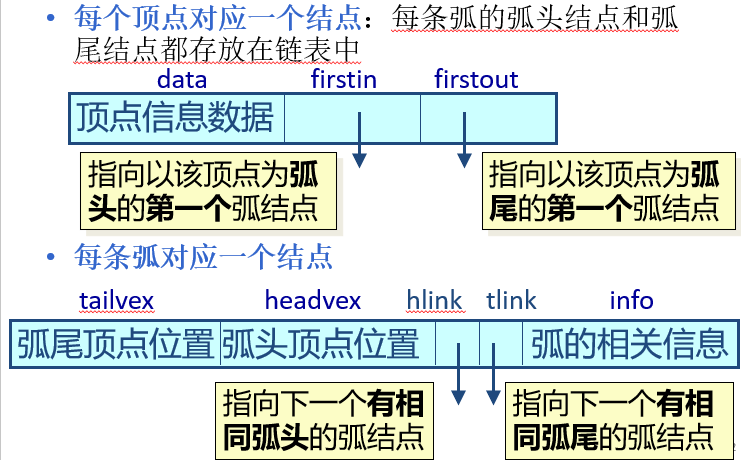 • 每个顶点对应一个结点：每条弧的弧头结点和弧
尾结点都存放在链表中
data firstin firstout
顶点信息数据
指向以该顶点为弧
头的第一个弧结点
指向以该顶点为弧
尾的第一个弧结点
• 每条弧对应一个结点
tailvex headvex hlink tlink info
弧尾顶点位置 弧头顶点位置 弧的相关信息
指向下一个有相
同弧头的弧结点
指向下一个有相
同弧尾的弧结点